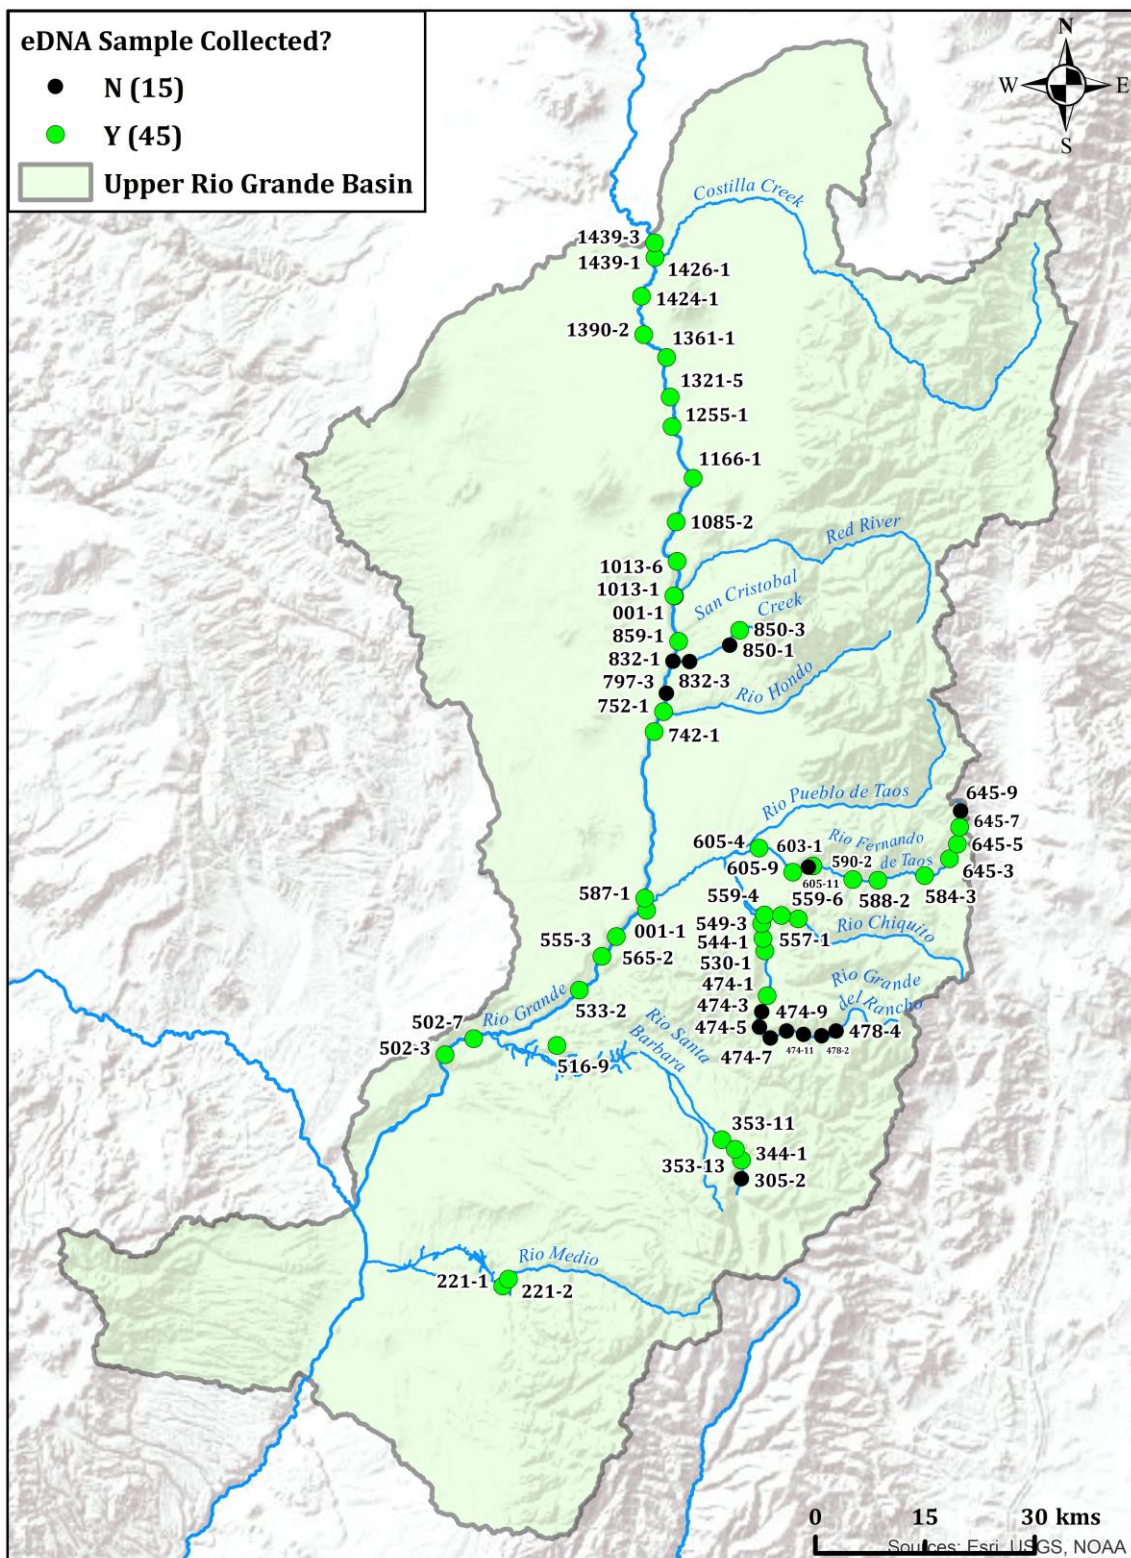 eDNA Sample Collected?
N (15)
Y (45)
Upper Rio Grande Basin
N
W
E
S
Costilla Creek
1439-3
1439-1
1426-1
1424-1
1390-2
1361-1
1321-5
1255-1
1166-1
1085-2
Red River
1013-6
1013-1
San Cristobal
Creek
001-1
859-1
850-3
850-1
832-1
832-3
797-3
Rio Hondo
752-1
742-1
Rio Pueblo de Taos
645-9
645-7
645-5
645-3
605-4
603-1
Rio Fernando
de Taos
590-2
605-9
605-11
588-2
584-3
587-1
559-4
559-6
001-1
549-3
557-1
Rio Chiquito
555-3
544-1
565-2
530-1
474-1
Rio Grande
del Rancho
533-2
474-3
474-9
474-5
478-4
474-7
474-11
478-2
Rio Grande
502-7
502-3
516-9
Rio Santa
Barbara
353-11
344-1
353-13
305-2
Rio Medio
221-1
221-2
0 15 30 kms
Sources: Esri, USGS, NOAA